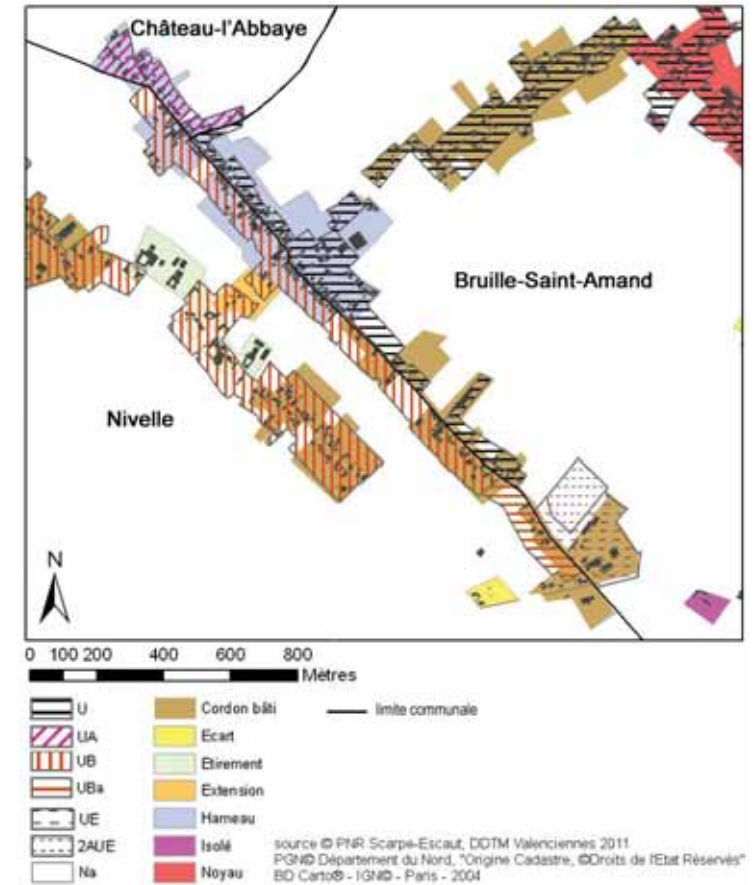 Château-l'Abbaye
Bruille-Saint-Amand
Nivelle
N
0 100 200 400 600 800
Mètres
U
UA
UB
UBa
UE
2AUE
Na
Cordon bâti
Ecart
Etirement
Extension
Hameau
Isolé
Noyau
limite communale
source © PNR Scarpe-Escaut, DDTM Valenciennes 2011
PGN© Département du Nord, "Origine Cadastre, ©Droits de l'Etat Réservés"
BD Carto® - IGN© - Paris - 2004